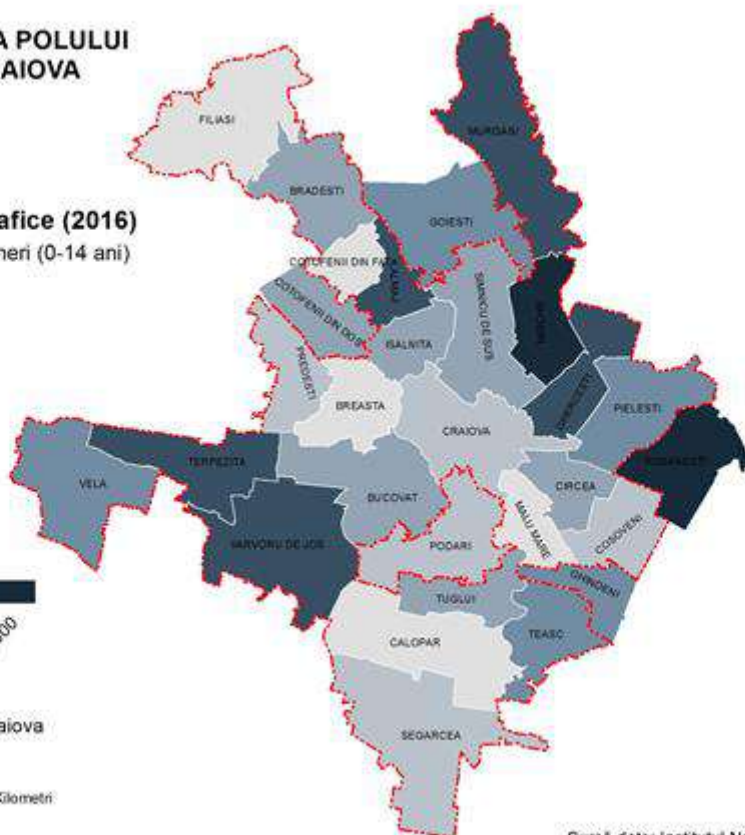 A POLULUI
AIOVA
FILIASI
MURGASI
BRADESTI
afice (2016)
GOIESTI
neri (0-14 ani)
COTOFENII DIN FATA
SIMNICU DE SUS
COTOFENII DIN DOS
ISALNITA
PREDESTI
GHERCESTI
BREASTA
PIELESTI
CRAIOVA
TERPEZITA
VELA
CIRCEA
BUCOVAT
MALU MARE
COSOVENI
VARVORU DE JOS
PODARI
GHINDENI
TUGLUI
TEASC
CALOPAR
aiova
SEGARCEA
Kilometri